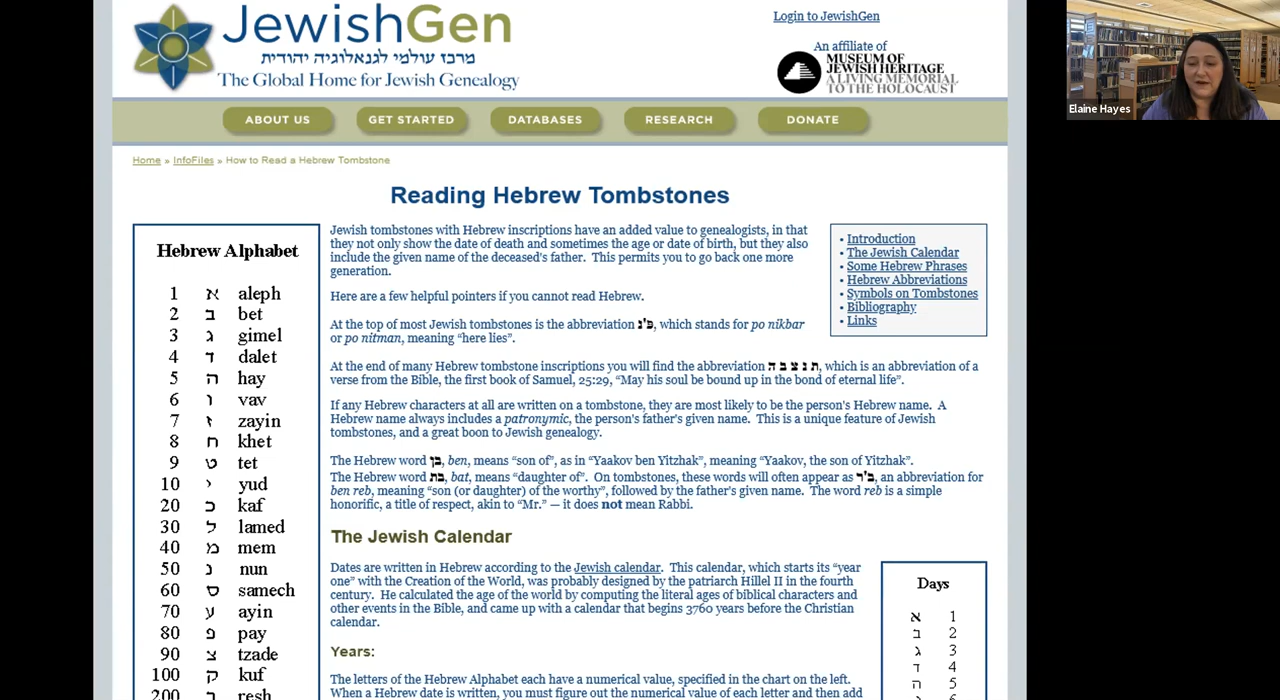 JewishGen
מרכז עולמי לגנאלוגיה יהודית
The Global Home for Jewish Genealogy
Login to JewishGen
An affiliate of
MUSEUM OF
JEWISH HERITAGE
A LIVING MEMORIAL
TO THE HOLOCAUST
Elaine Hayes
ABOUT US
GET STARTED
DATABASES
RESEARCH
DONATE
Home » InfoFiles » How to Read a Hebrew Tombstone
Reading Hebrew Tombstones
Hebrew Alphabet
1 א aleph
2 ב bet
3 ג gimel
4 ד dalet
5 ה hay
6 ו vav
7 ז zayin
8 ח khet
9 ט tet
10 י yud
20 כ kaf
30 ל lamed
40 מ mem
50 נ nun
60 ס samech
70 ע ayin
80 פ pay
90 צ tzade
100 ק kuf
200 ר resh
Jewish tombstones with Hebrew inscriptions have an added value to genealogists, in that
they not only show the date of death and sometimes the age or date of birth, but they also
include the given name of the deceased's father. This permits you to go back one more
generation.
Here are a few helpful pointers if you cannot read Hebrew.
At the top of most Jewish tombstones is the abbreviation פ'נ, which stands for po nikbar
or po nitman, meaning "here lies".
• Introduction
• The Jewish Calendar
• Some Hebrew Phrases
• Hebrew Abbreviations
• Symbols on Tombstones
• Bibliography
• Links
At the end of many Hebrew tombstone inscriptions you will find the abbreviation ת נ צ ב ה, which is an abbreviation of a
verse from the Bible, the first book of Samuel, 25:29, "May his soul be bound up in the bond of eternal life".
If any Hebrew characters at all are written on a tombstone, they are most likely to be the person's Hebrew name. A
Hebrew name always includes a patronymic, the person's father's given name. This is a unique feature of Jewish
tombstones, and a great boon to Jewish genealogy.
The Hebrew word בן, ben, means "son of", as in "Yaakov ben Yitzhak", meaning "Yaakov, the son of Yitzhak".
The Hebrew word בת, bat, means "daughter of". On tombstones, these words will often appear as ב'ר, an abbreviation for
ben reb, meaning "son (or daughter) of the worthy", followed by the father's given name. The word reb is a simple
honorific, a title of respect, akin to "Mr." — it does not mean Rabbi.
The Jewish Calendar
Dates are written in Hebrew according to the Jewish calendar. This calendar, which starts its "year
one" with the Creation of the World, was probably designed by the patriarch Hillel II in the fourth
century. He calculated the age of the world by computing the literal ages of biblical characters and
other events in the Bible, and came up with a calendar that begins 3760 years before the Christian
calendar.
Years:
The letters of the Hebrew Alphabet each have a numerical value, specified in the chart on the left.
When a Hebrew date is written, you must figure out the numerical value of each letter and then add
Days
א 1
ב 2
ג 3
ד 4
ה 5